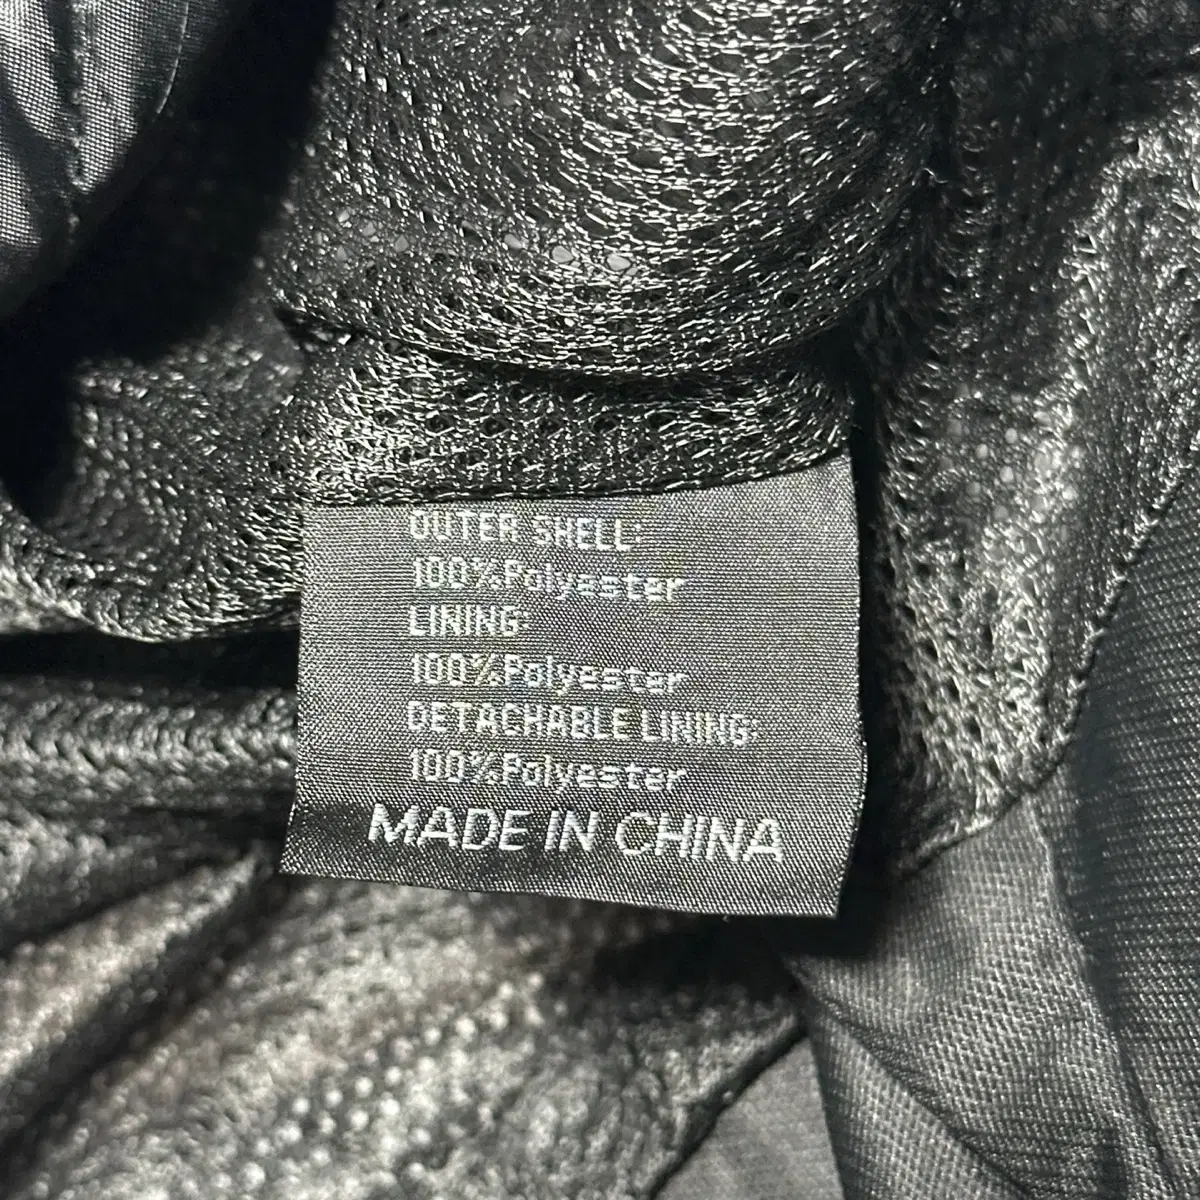 OUTER SHELL:
100%Polyester
LINING:
100%Polyester
DETACHABLE LINING:
100%Polyester
MADE IN CHINA